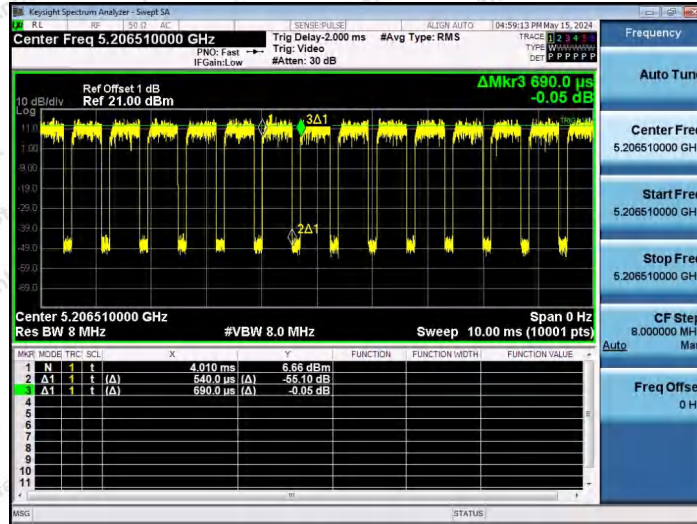 Keysight Spectrum Analyzer - Swept SA
RL RF 50 Ω AC SENSE:PULSE ALIGN AUTO 04:59:13 PM May 15, 2024
Center Freq 5.206510000 GHz
PNO: Fast
IFGain:Low
Trig Delay-2.000 ms
Trig: Video
#Atten: 30 dB
#Avg Type: RMS
TRACE 1 2 3 4 5 6
TYPE W
DET P P P P P P
Ref Offset 1 dB
10 dB/div Ref 21.00 dBm
ΔMkr3 690.0 µs
-0.05 dB
Log
11.0
1.00
-9.00
-19.0
-29.0
-39.0
-49.0
-59.0
-69.0
1
3Δ1
2Δ1
Center 5.206510000 GHz Span 0 Hz
Res BW 8 MHz #VBW 8.0 MHz Sweep 10.00 ms (10001 pts)
MKR MODE TRC SCL X Y FUNCTION FUNCTION WIDTH FUNCTION VALUE
1 N 1 t 4.010 ms 6.66 dBm
2 Δ1 1 t (Δ) 540.0 µs (Δ) -55.10 dB
3 Δ1 1 t (Δ) 690.0 µs (Δ) -0.05 dB
4
5
6
7
8
9
10
11
MSG STATUS
Frequency
Auto Tun
Center Fre
5.206510000 GH
Start Fre
5.206510000 GH
Stop Fre
5.206510000 GH
CF Step
8.000000 MH
Auto Ma
Freq Offse
0 H